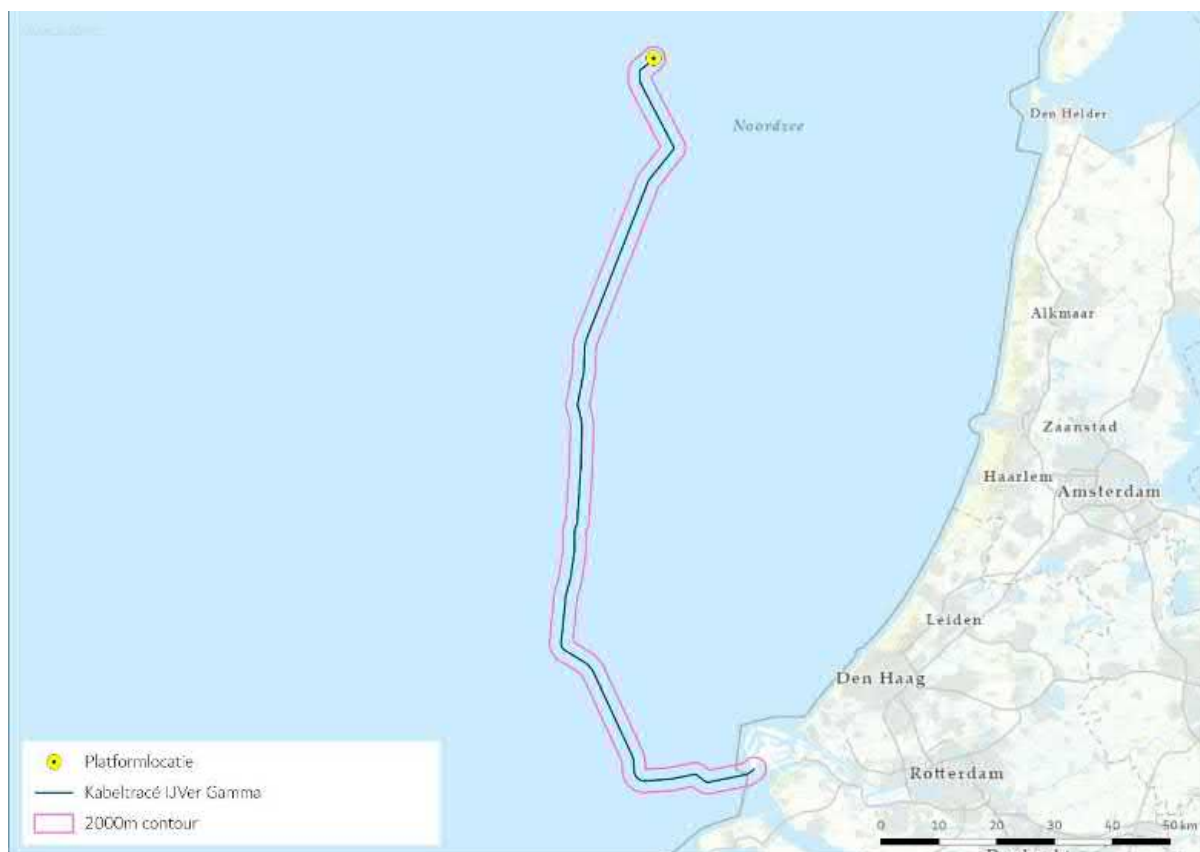 Noordzee
Den Helder
Alkmaar
Zaanstad
Haarlem
Amsterdam
Leiden
Den Haag
Rotterdam
Platformlocatie
Kabeltracé IJVer Gamma
2000m contour
0 10 20 30 40 50 km